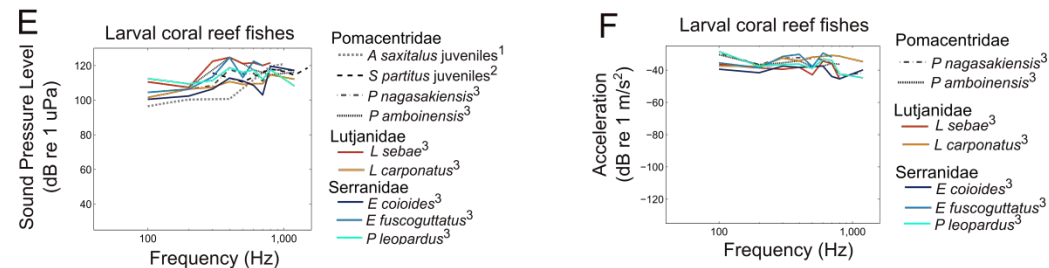 E
Larval coral reef fishes
Sound Pressure Level
(dB re 1 uPa)
120
100
80
60
40
100
1,000
Frequency (Hz)
Pomacentridae
A saxitalus juveniles1
S partitus juveniles2
P nagasakiensis3
P amboinensis3
Lutjanidae
L sebae3
L carponatus3
Serranidae
E coioides3
E fuscoguttatus3
P leopardus3
F
Larval coral reef fishes
Acceleration
(dB re 1 m/s2)
−40
−60
−80
−100
−120
100
1,000
Frequency (Hz)
Pomacentridae
P nagasakiensis3
P amboinensis3
Lutjanidae
L sebae3
L carponatus3
Serranidae
E coioides3
E fuscoguttatus3
P leopardus3